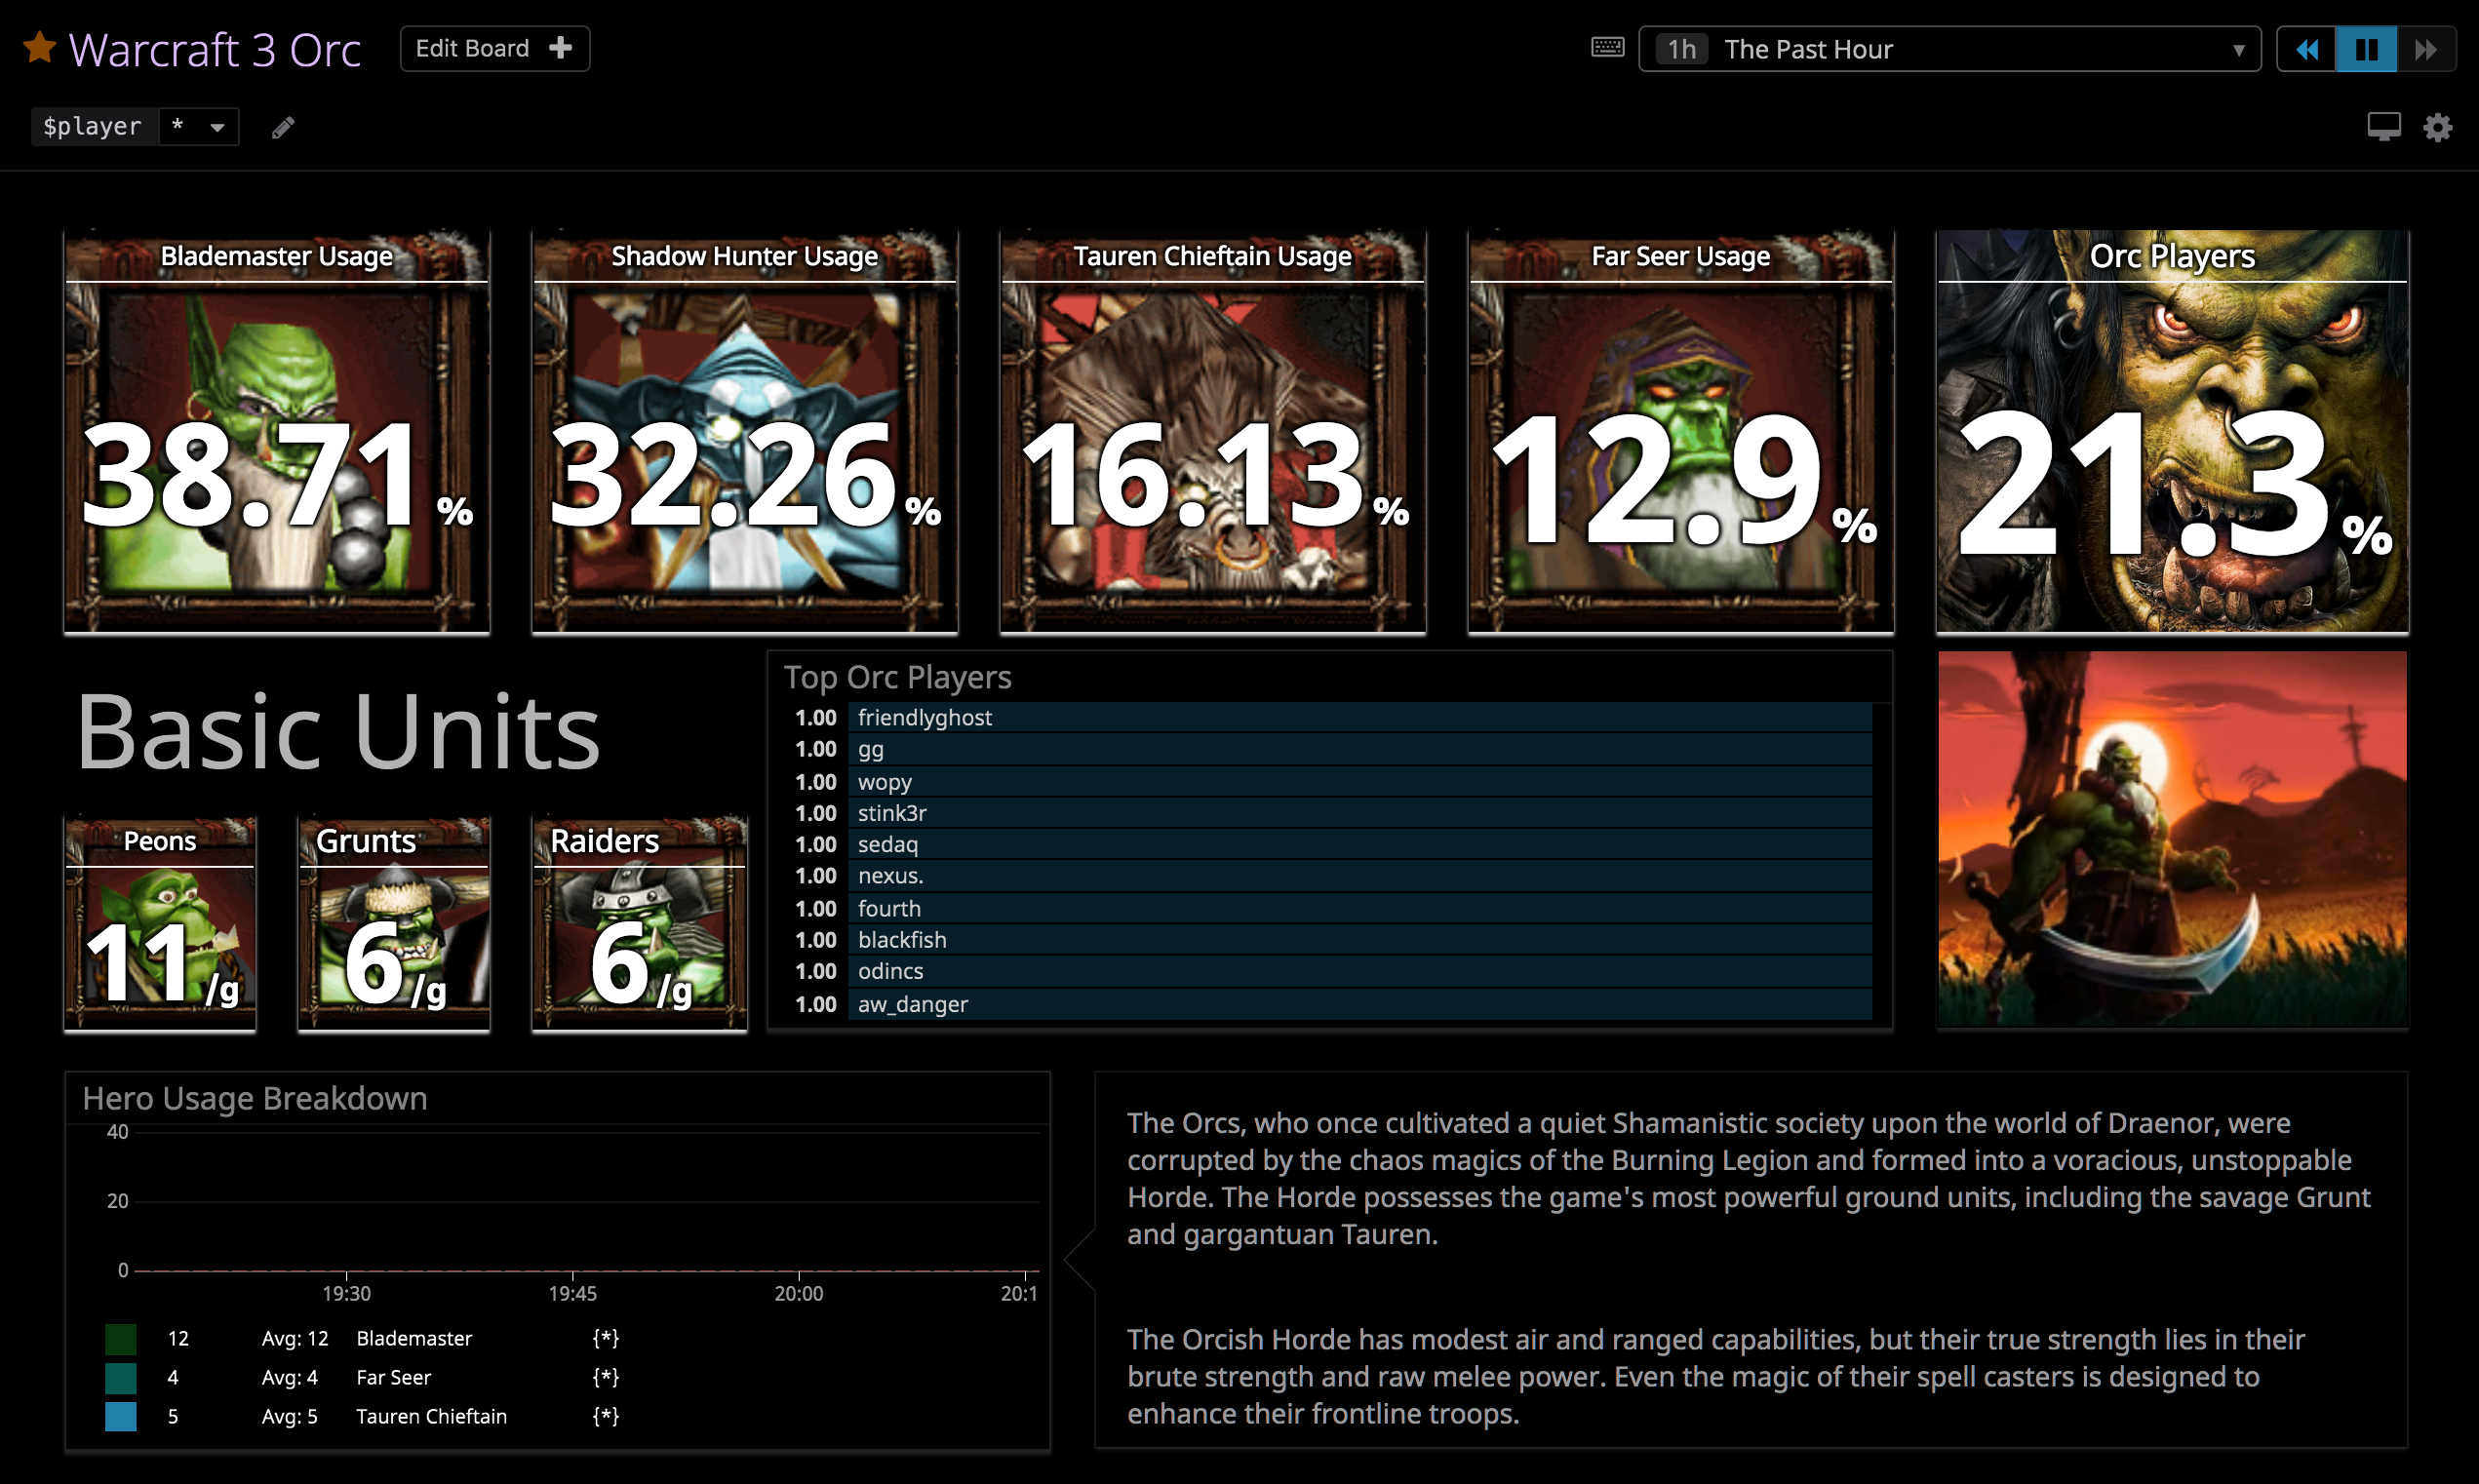 Warcraft 3 Orc
Edit Board
1h The Past Hour
$player *
Blademaster Usage
38.71 %
Shadow Hunter Usage
32.26 %
Tauren Chieftain Usage
16.13 %
Far Seer Usage
12.9 %
Orc Players
21.3 %
Basic Units
Peons
11 /g
Grunts
6 /g
Raiders
6 /g
Top Orc Players
1.00 friendlyghost
1.00 gg
1.00 wopy
1.00 stink3r
1.00 sedaq
1.00 nexus.
1.00 fourth
1.00 blackfish
1.00 odincs
1.00 aw_danger
Hero Usage Breakdown
40
20
0
19:30 19:45 20:00 20:1
12 Avg: 12 Blademaster {*}
4 Avg: 4 Far Seer {*}
5 Avg: 5 Tauren Chieftain {*}
The Orcs, who once cultivated a quiet Shamanistic society upon the world of Draenor, were
corrupted by the chaos magics of the Burning Legion and formed into a voracious, unstoppable
Horde. The Horde possesses the game's most powerful ground units, including the savage Grunt
and gargantuan Tauren.
The Orcish Horde has modest air and ranged capabilities, but their true strength lies in their
brute strength and raw melee power. Even the magic of their spell casters is designed to
enhance their frontline troops.